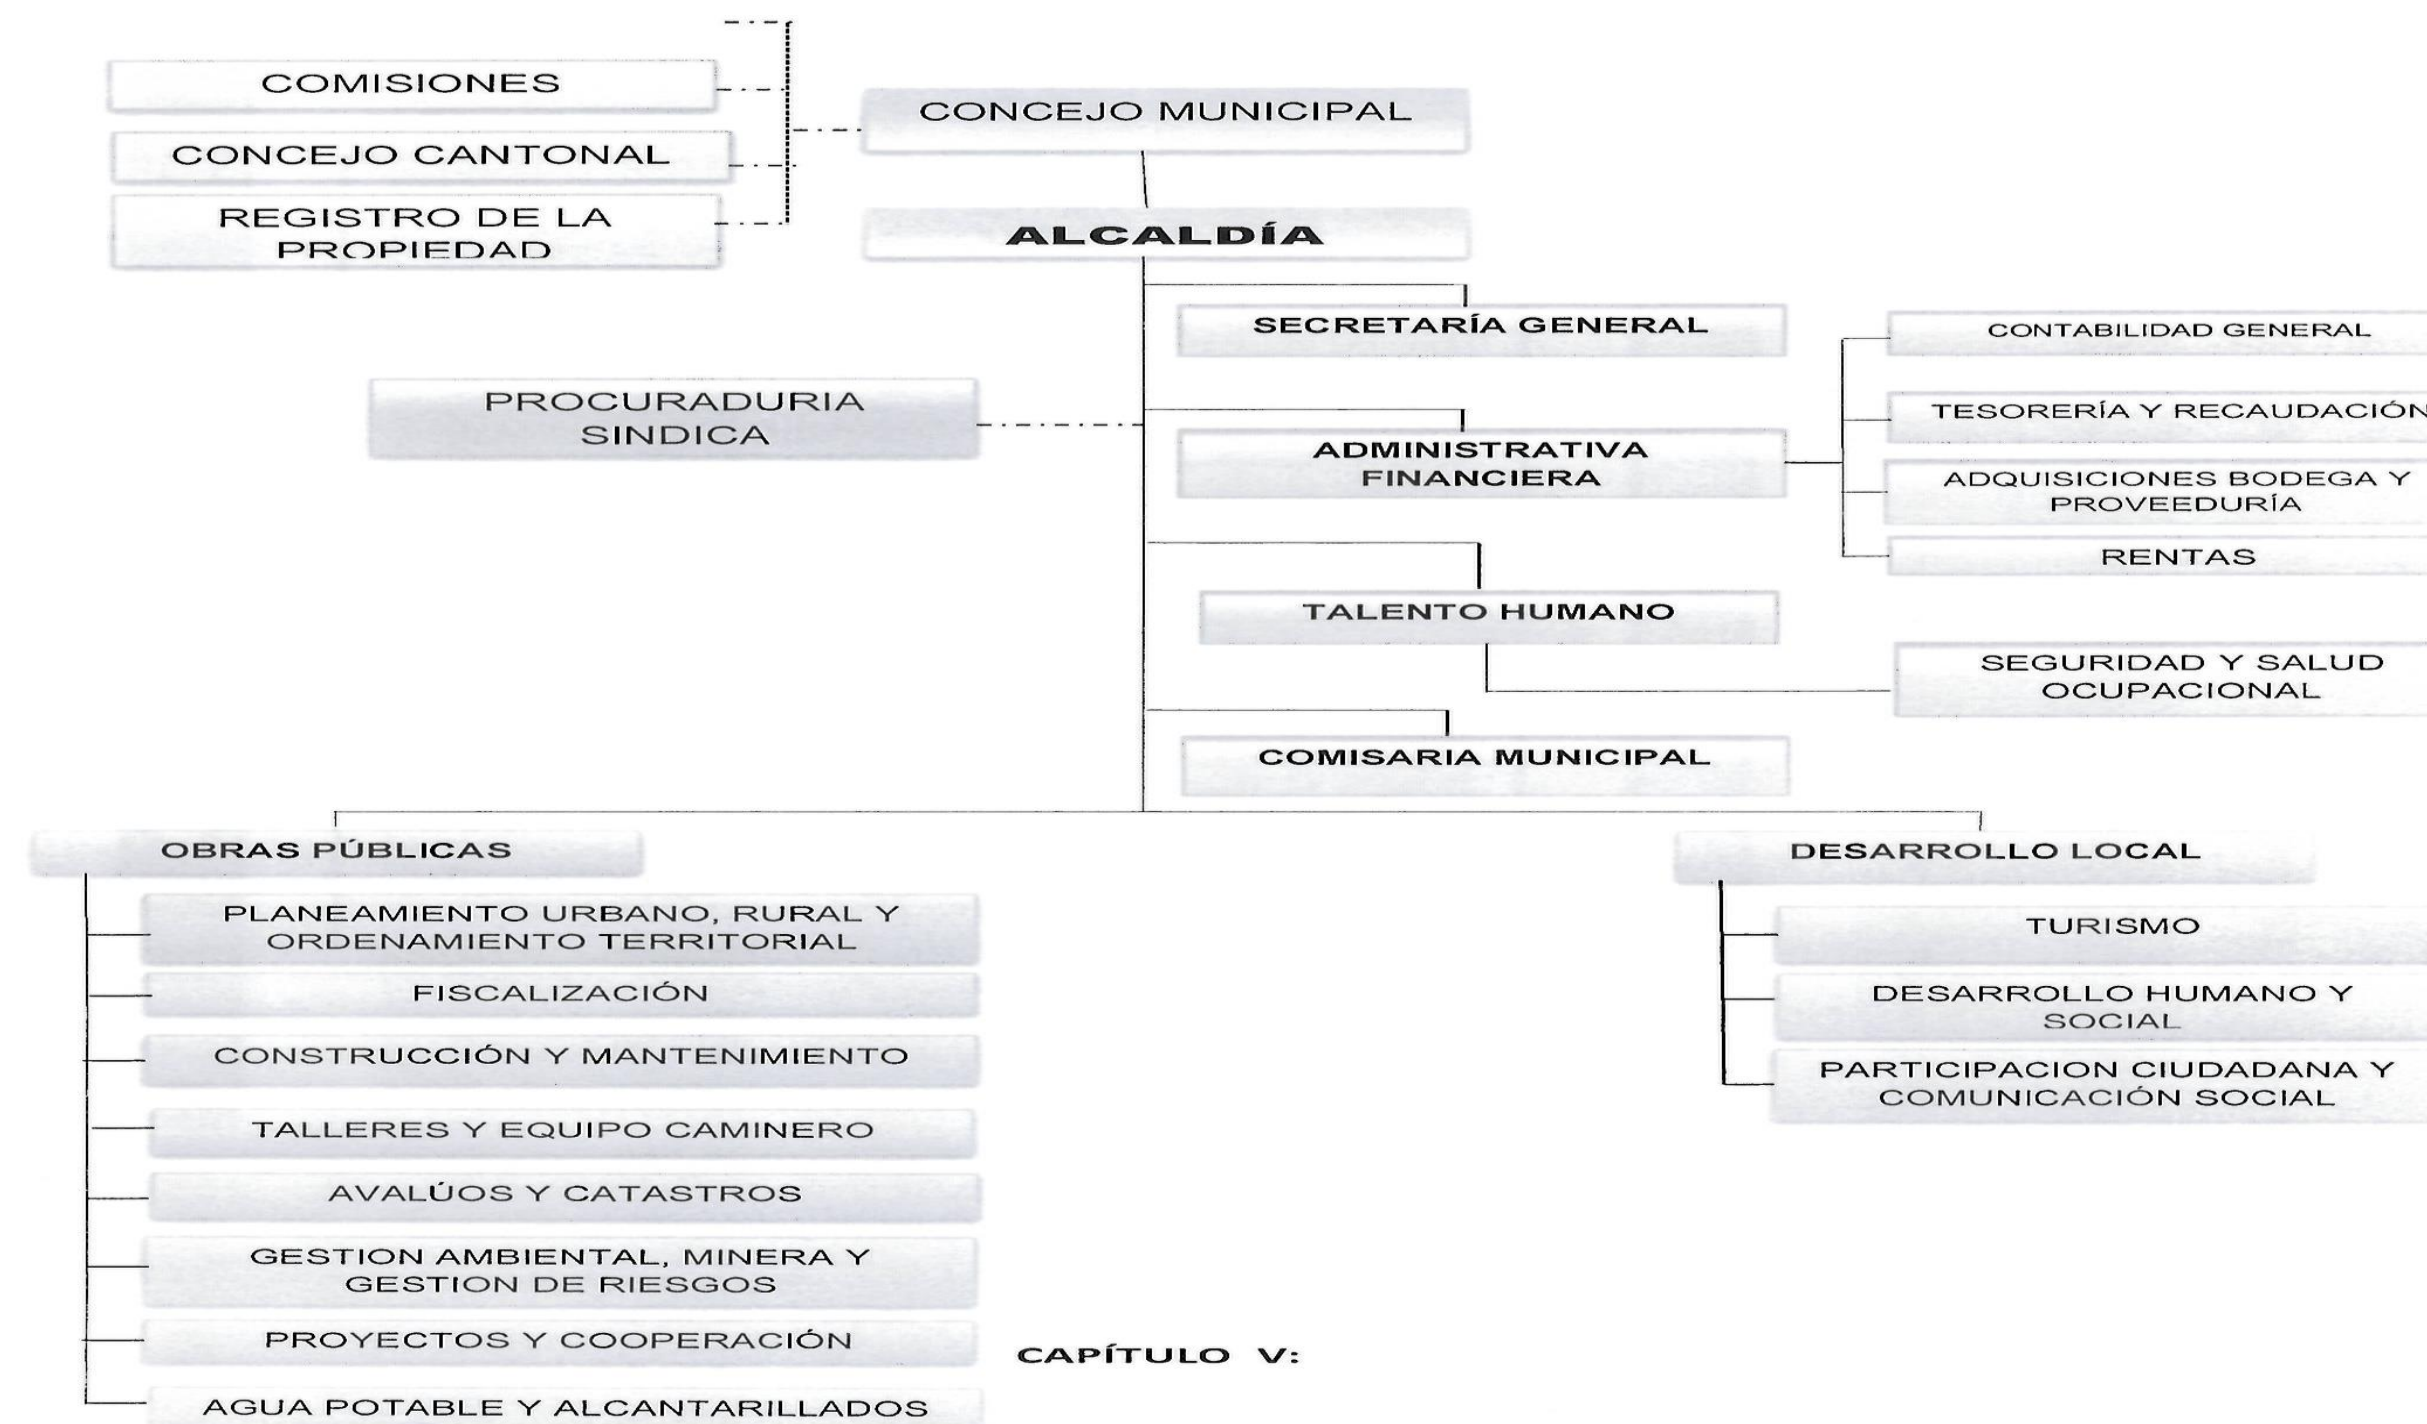 COMISIONES
CONCEJO CANTONAL
REGISTRO DE LA
PROPIEDAD
CONCEJO MUNICIPAL
ALCALDÍA
SECRETARÍA GENERAL
PROCURADURIA
SINDICA
ADMINISTRATIVA
FINANCIERA
CONTABILIDAD GENERAL
TESORERÍA Y RECAUDACIÓN
ADQUISICIONES BODEGA Y
PROVEEDURÍA
RENTAS
TALENTO HUMANO
SEGURIDAD Y SALUD
OCUPACIONAL
COMISARIA MUNICIPAL
OBRAS PÚBLICAS
PLANEAMIENTO URBANO, RURAL Y
ORDENAMIENTO TERRITORIAL
FISCALIZACIÓN
CONSTRUCCIÓN Y MANTENIMIENTO
TALLERES Y EQUIPO CAMINERO
AVALÚOS Y CATASTROS
GESTION AMBIENTAL, MINERA Y
GESTION DE RIESGOS
PROYECTOS Y COOPERACIÓN
AGUA POTABLE Y ALCANTARILLADOS
DESARROLLO LOCAL
TURISMO
DESARROLLO HUMANO Y
SOCIAL
PARTICIPACION CIUDADANA Y
COMUNICACIÓN SOCIAL
CAPÍTULO V: